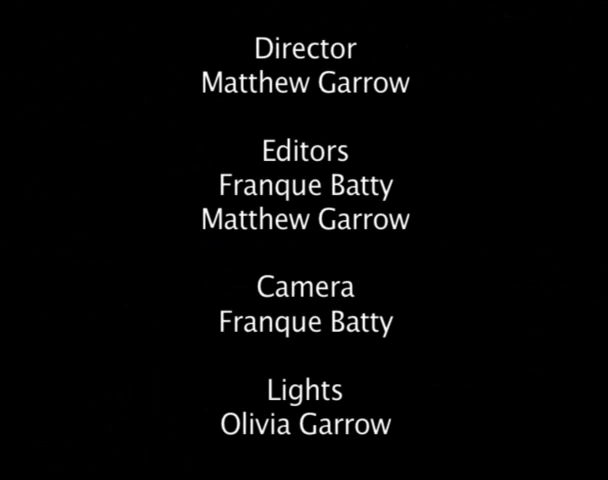 Director
Matthew Garrow
Editors
Franque Batty
Matthew Garrow
Camera
Franque Batty
Lights
Olivia Garrow